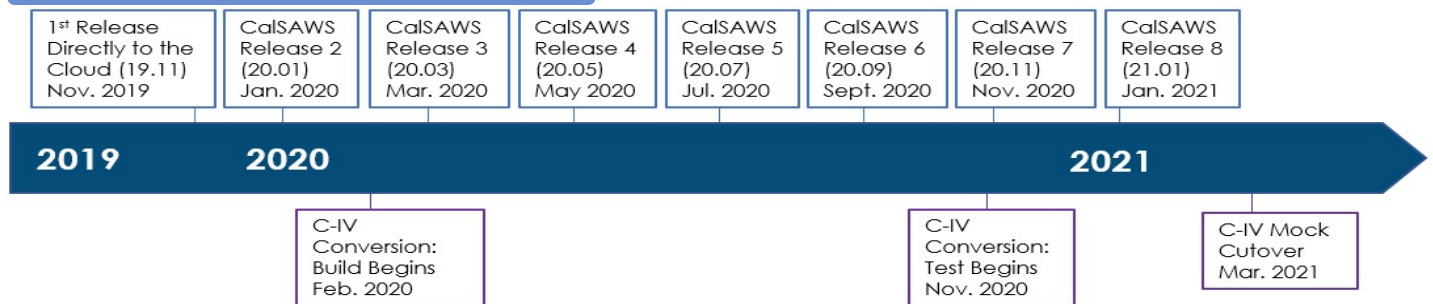 1st Release
Directly to the
Cloud (19.11)
Nov. 2019
CalSAWS
Release 2
(20.01)
Jan. 2020
CalSAWS
Release 3
(20.03)
Mar. 2020
CalSAWS
Release 4
(20.05)
May 2020
CalSAWS
Release 5
(20.07)
Jul. 2020
CalSAWS
Release 6
(20.09)
Sept. 2020
CalSAWS
Release 7
(20.11)
Nov. 2020
CalSAWS
Release 8
(21.01)
Jan. 2021
2019
2020
2021
C-IV
Conversion:
Build Begins
Feb. 2020
C-IV
Conversion:
Test Begins
Nov. 2020
C-IV Mock
Cutover
Mar. 2021